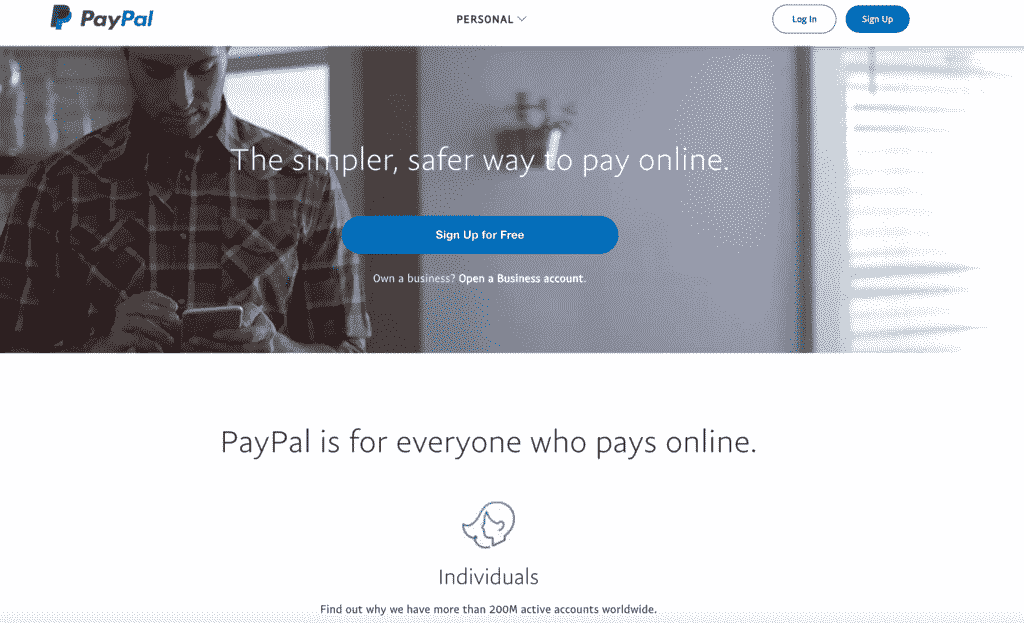 PayPal
PERSONAL
Log In
Sign Up
The simpler, safer way to pay online.
Sign Up for Free
Own a business? Open a Business account.
PayPal is for everyone who pays online.
Individuals
Find out why we have more than 200M active accounts worldwide.